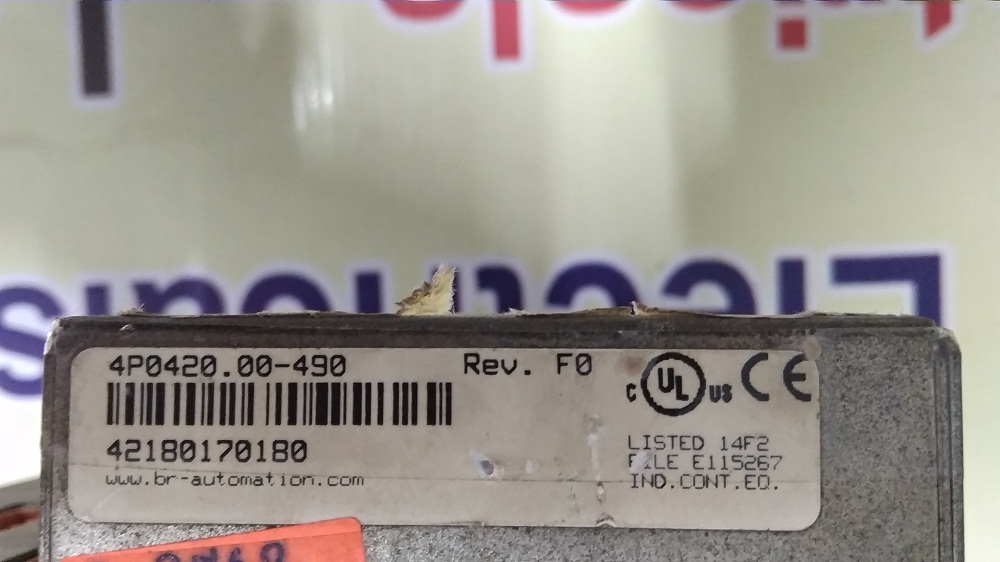 4P0420.00-490
Rev. F0
42180170180
www.br-automation.com
C UL US CE
LISTED 14F2
FILE E115267
IND.CONT.EQ.